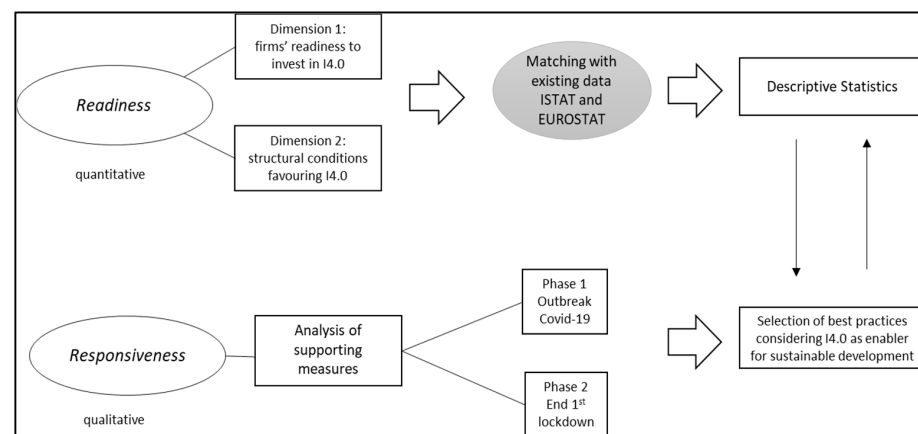 Readiness
quantitative
Dimension 1:
firms’ readiness to
invest in I4.0
Dimension 2:
structural conditions
favouring I4.0
Matching with
existing data
ISTAT and
EUROSTAT
Descriptive Statistics
Responsiveness
qualitative
Analysis of
supporting
measures
Phase 1
Outbreak
Covid-19
Phase 2
End 1st
lockdown
Selection of best practices
considering I4.0 as enabler
for sustainable development